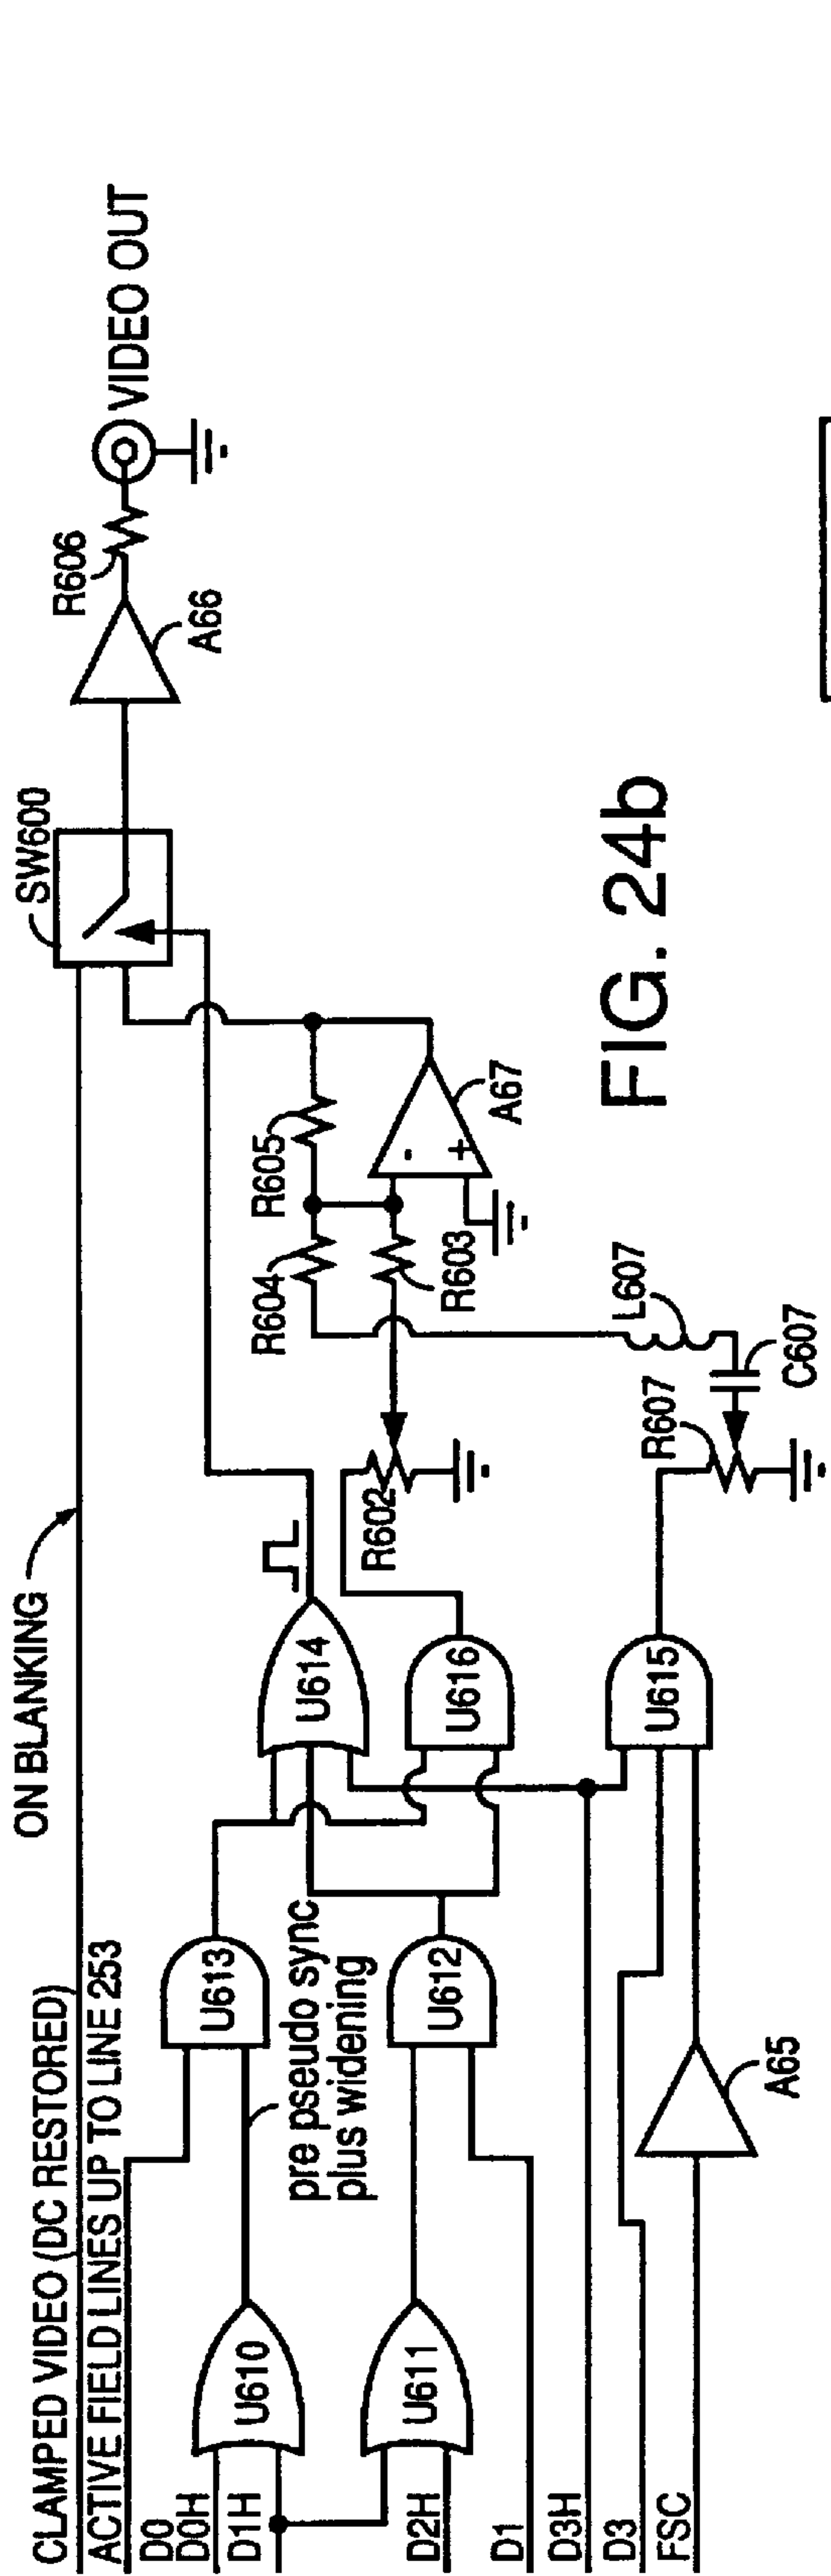 CLAMPED VIDEO (DC RESTORED)
ON BLANKING
ACTIVE FIELD LINES UP TO LINE 253
D0
D0H
D1H
D2H
D1
D3H
D3
FSC
U610
U611
U613
U612
pre pseudo sync
plus widening
A65
U614
U616
U615
R602
R607
C607
L607
R603
R604
R605
A67
SW600
A66
R606
VIDEO OUT
FIG. 24b